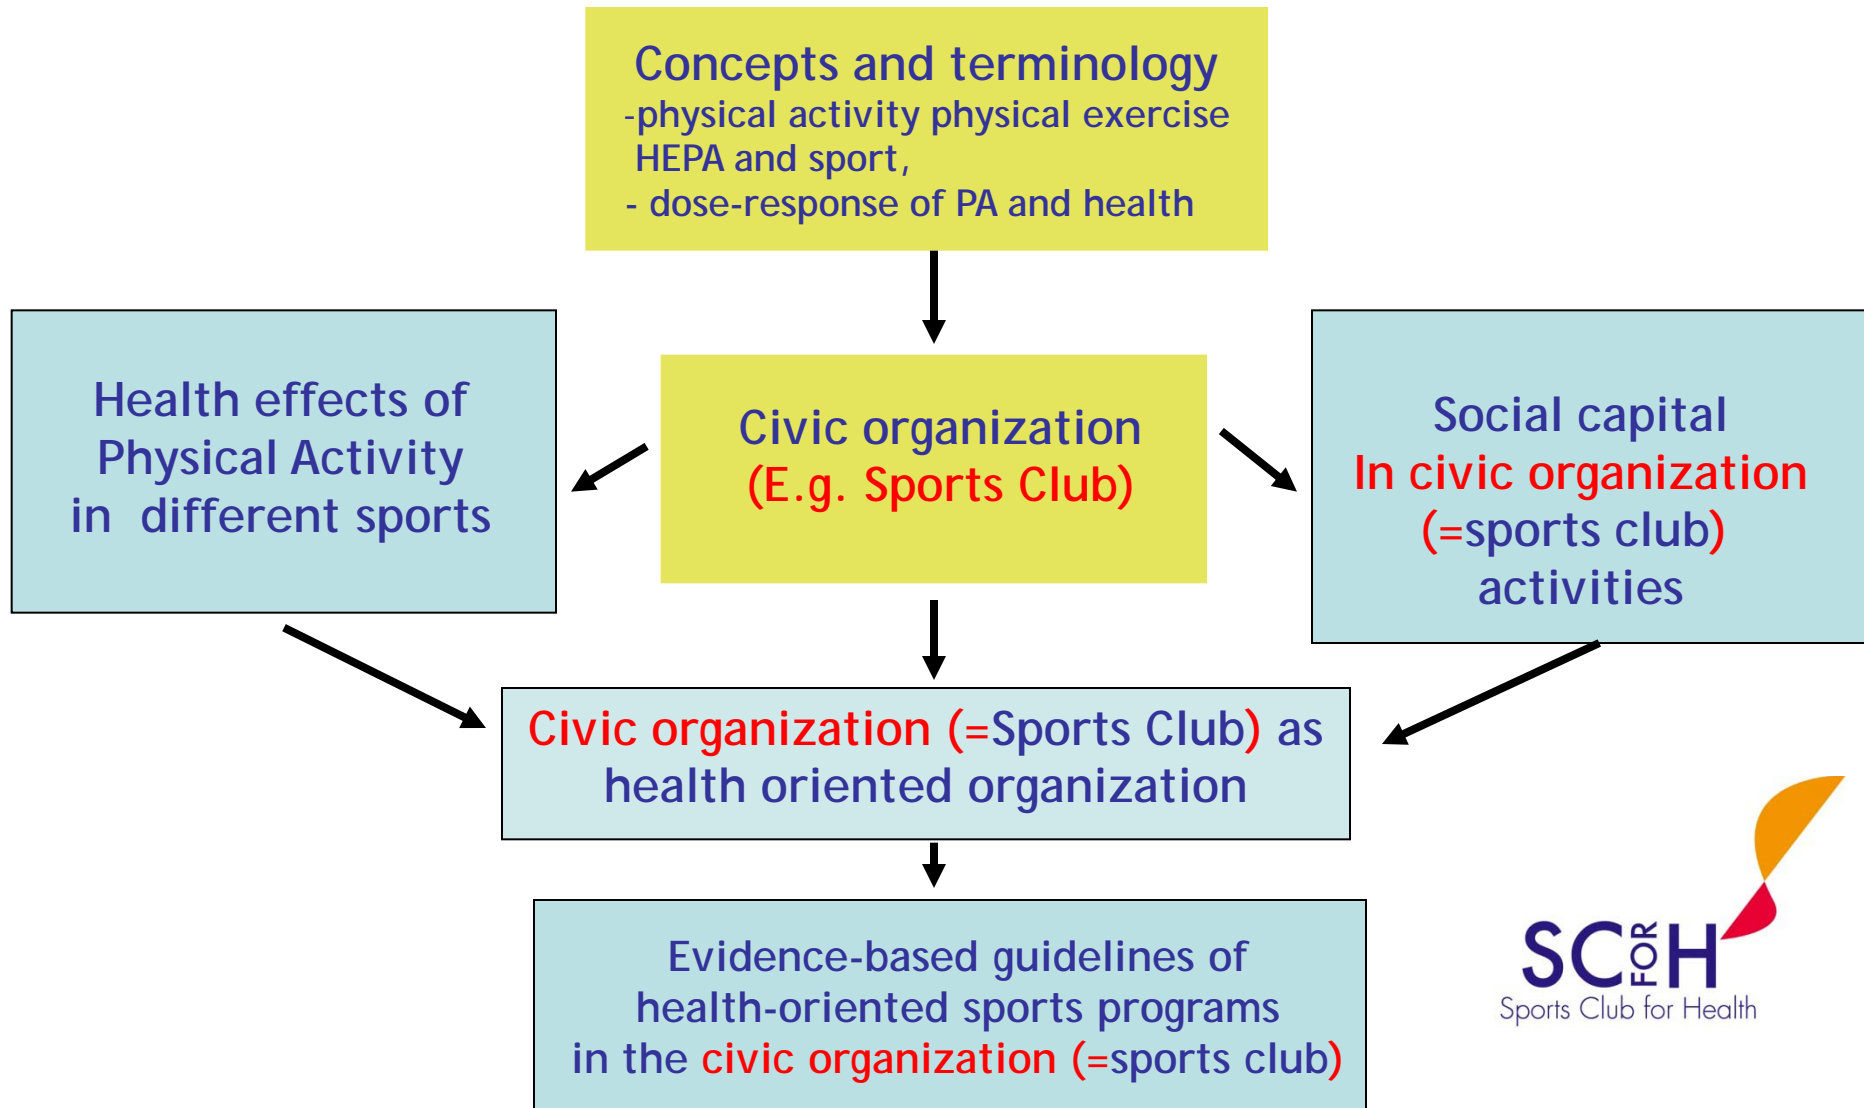 Concepts and terminology
-physical activity physical exercise
HEPA and sport,
- dose-response of PA and health
Health effects of
Physical Activity
in different sports
Civic organization
(E.g. Sports Club)
Social capital
In civic organization
(=sports club)
activities
Civic organization (=Sports Club) as
health oriented organization
Evidence-based guidelines of
health-oriented sports programs
in the civic organization (=sports club)
SC FOR H
Sports Club for Health